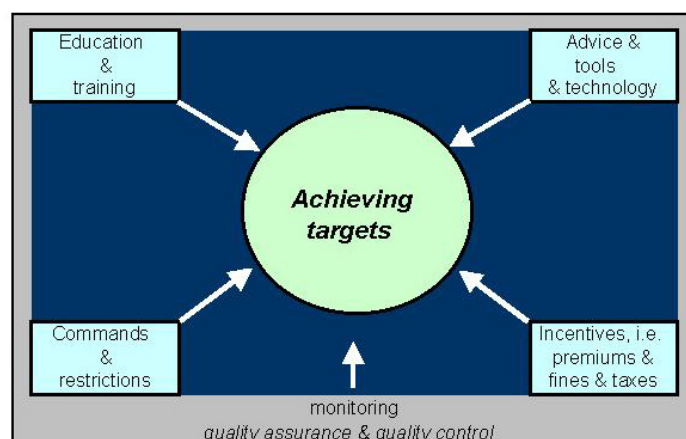 Education
&
training
Advice &
tools
& technology
Achieving
targets
Commands
&
restrictions
Incentives, i.e.
premiums &
fines & taxes
monitoring
quality assurance & quality control